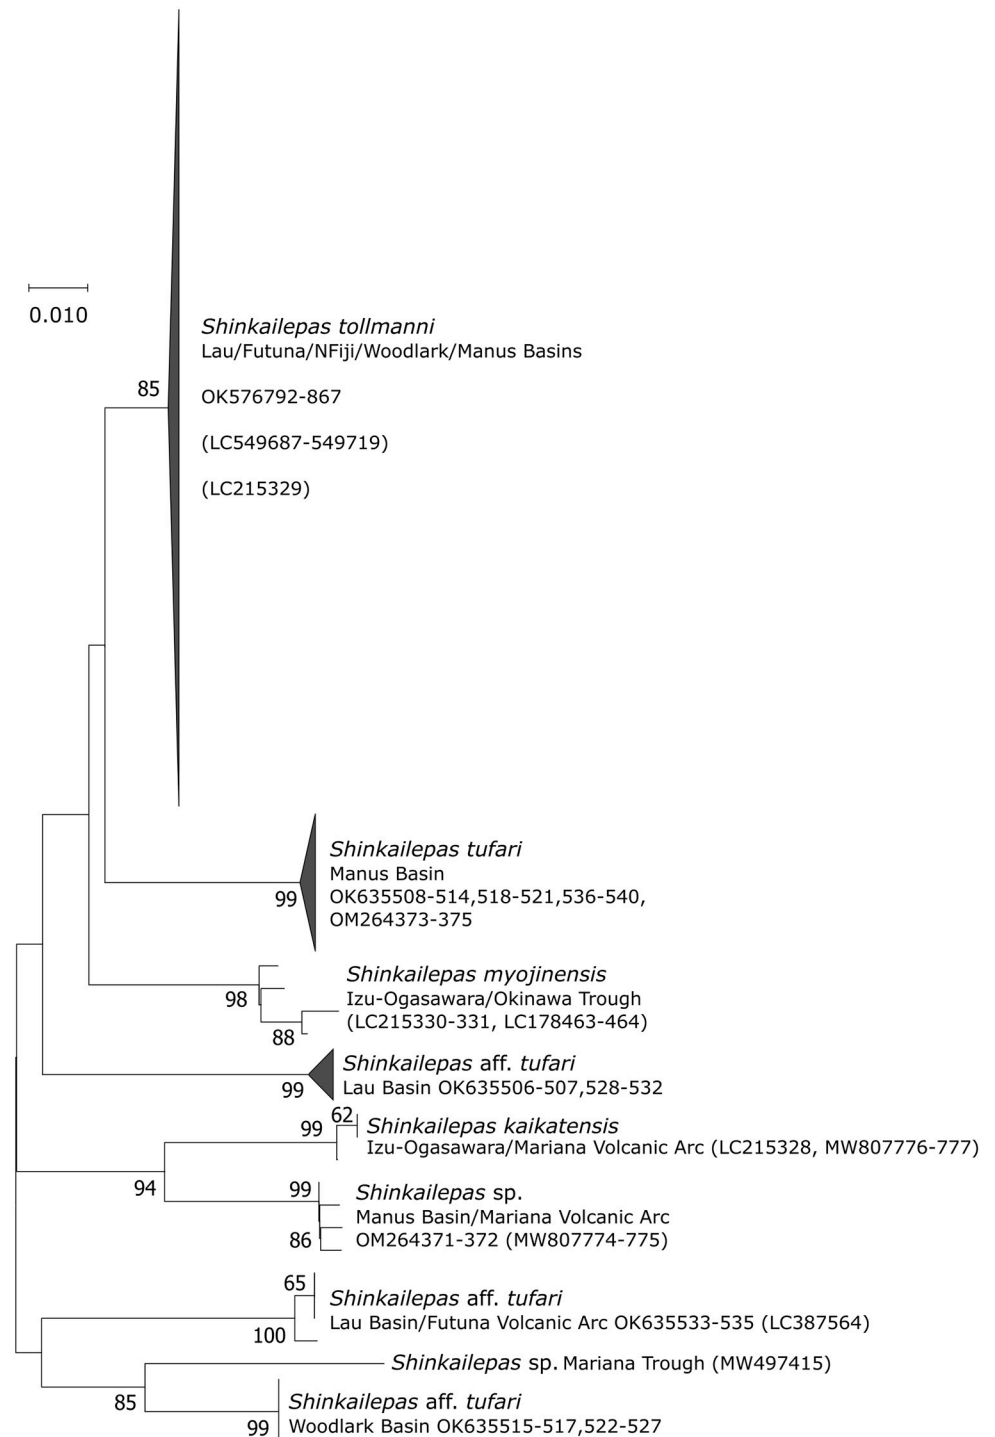 0.010
Shinkailepas tollmanni
Lau/Futuna/NFiji/Woodlark/Manus Basins
85
OK576792-867
(LC549687-549719)
(LC215329)
Shinkailepas tufari
Manus Basin
99
OK635508-514,518-521,536-540,
OM264373-375
Shinkailepas myojinensis
98
Izu-Ogasawara/Okinawa Trough
(LC215330-331, LC178463-464)
88
Shinkailepas aff. tufari
99
Lau Basin OK635506-507,528-532
62
99
Shinkailepas kaikatensis
Izu-Ogasawara/Mariana Volcanic Arc (LC215328, MW807776-777)
94
99
Shinkailepas sp.
Manus Basin/Mariana Volcanic Arc
86
OM264371-372 (MW807774-775)
65
Shinkailepas aff. tufari
Lau Basin/Futuna Volcanic Arc OK635533-535 (LC387564)
100
Shinkailepas sp. Mariana Trough (MW497415)
85
Shinkailepas aff. tufari
99
Woodlark Basin OK635515-517,522-527